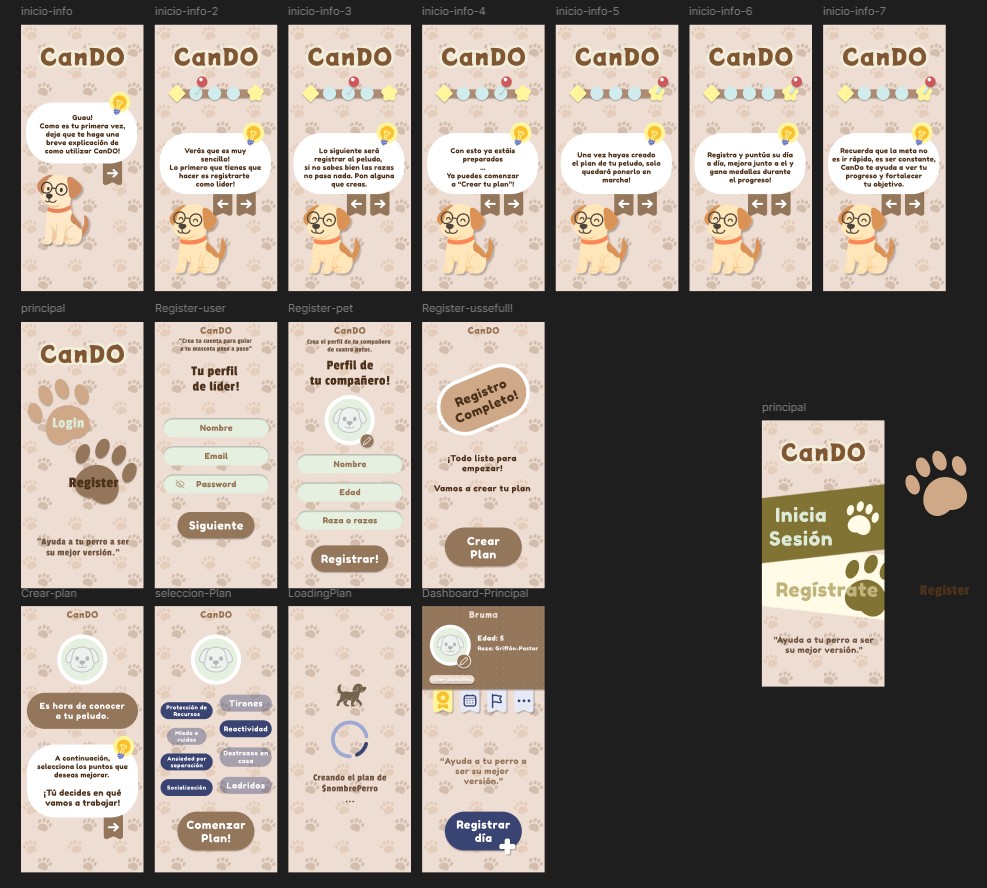 inicio-info
CanDO
Guau!
Como es tu primera vez,
deja que te haga una
breve explicación de
como utilizar CanDO!
inicio-info-2
CanDO
Verás que es muy
sencillo!
Lo primero que tienes que
hacer es registrarte
como líder!
inicio-info-3
CanDO
Lo siguiente será
registrar al peludo,
si no sabes bien las razas
no pasa nada. Pon alguna
que creas.
inicio-info-4
CanDO
Con esto ya estáis
preparados
...
Ya puedes comenzar
a "Crear tu plan"!
inicio-info-5
CanDO
Una vez hayas creado
el plan de tu peludo, solo
quedará ponerlo en
marcha!
inicio-info-6
CanDO
Registra y puntúa su día
a día, mejora junto a el y
gana medallas durante
el progreso!
inicio-info-7
CanDO
Recuerda que la meta no
es ir rápido, es ser constante,
CanDo te ayuda a ver tu
progreso y fortalecer
tu objetivo.
principal
CanDO
Login
Register
"Ayuda a tu perro a ser
su mejor versión."
Register-user
CanDO
"Crea tu cuenta para guiar
a tu mascota paso a paso"
Tu perfil
de líder!
Nombre
Email
Password
Siguiente
Register-pet
CanDO
Crea el perfil de tu compañero
de cuatro patas.
Perfil de
tu compañero!
Nombre
Edad
Raza o razas
Registrar!
Register-ussefull!
CanDO
Registro
Completo!
¡Todo listo para
empezar!
Vamos a crear tu plan
Crear
Plan
principal
CanDO
Inicia
Sesión
Regístrate
"Ayuda a tu perro a ser
su mejor versión."
Register
Crear-plan
CanDO
Es hora de conocer
a tu peludo.
A continuación,
selecciona los puntos que
deseas mejorar.
¡Tú decides en qué
vamos a trabajar!
seleccion-Plan
CanDO
Protección de
Recursos
Tirones
Miedo a
ruidos
Reactividad
Ansiedad por
separación
Destrozos en
casa
Socialización
Ladridos
Comenzar
Plan!
LoadingPlan
Creando el plan de
$nombrePerro
...
Dashboard-Principal
Bruma
Edad: 5
Raza: Griffón-Pastor
"Ayuda a tu perro a
ser su mejor
versión."
Registrar
día